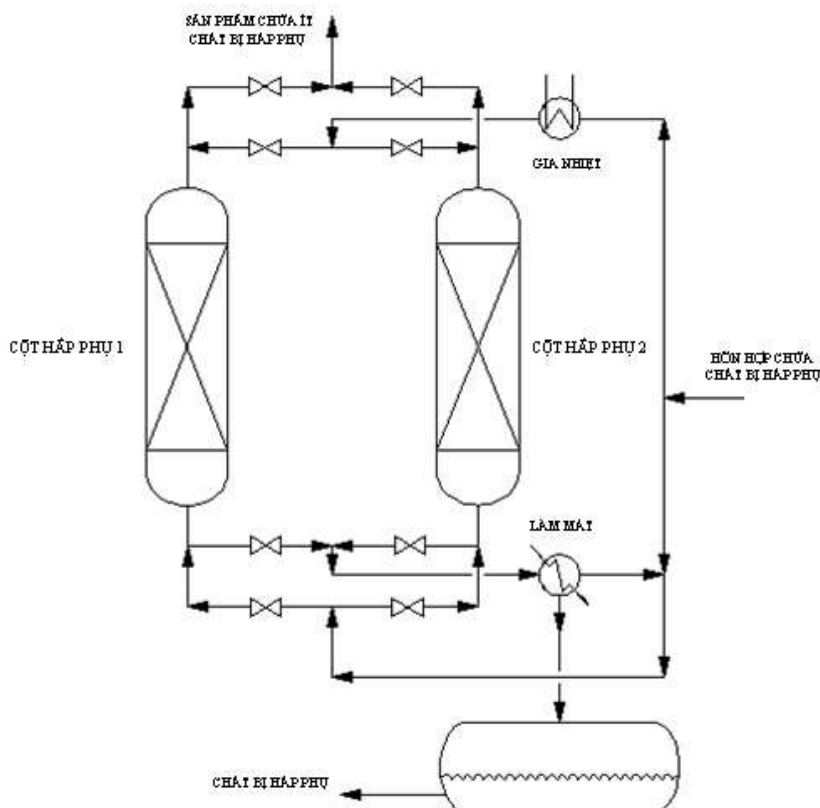 SẢN PHẨM CHỨA ÍT
CHẤT BỊ HẤP PHỤ
GIA NHIỆT
CỘT HẤP PHỤ 1
CỘT HẤP PHỤ 2
HỖN HỢP CHỨA
CHẤT BỊ HẤP PHỤ
LÀM MÁT
CHẤT BỊ HẤP PHỤ